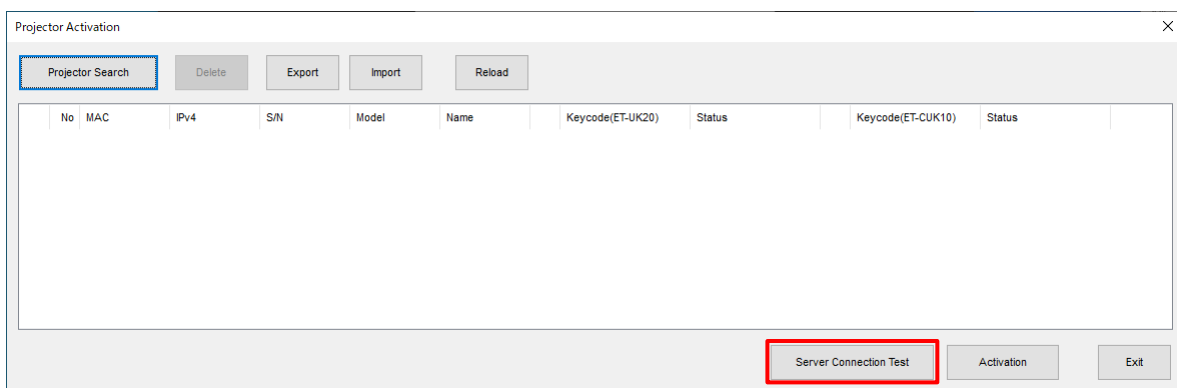 Projector Activation
Projector Search Delete Export Import Reload
No MAC IPv4 S/N Model Name Keycode(ET-UK20) Status Keycode(ET-CUK10) Status
Server Connection Test Activation Exit